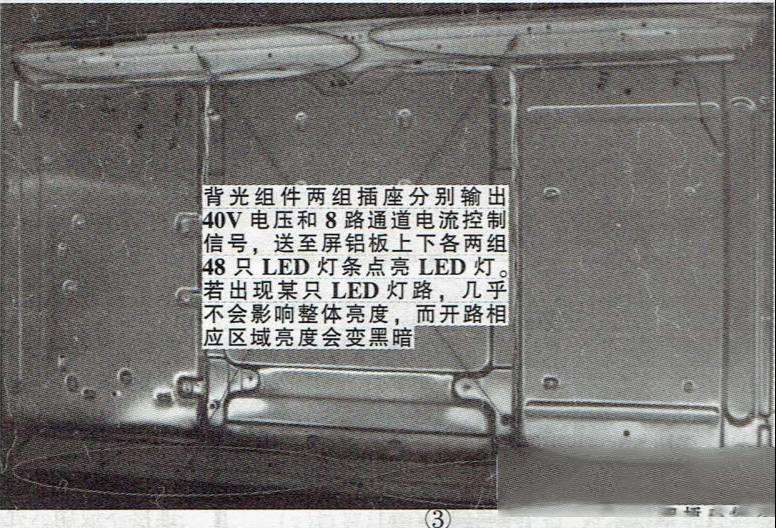 背光组件两组插座分别输出
40V 电压和 8 路通道电流控制
信号，送至屏铝板上下各两组
48 只 LED 灯条点亮 LED 灯。
若出现某只 LED 灯路，几乎
不会影响整体亮度，而开路相
应区域亮度会变黑暗
③